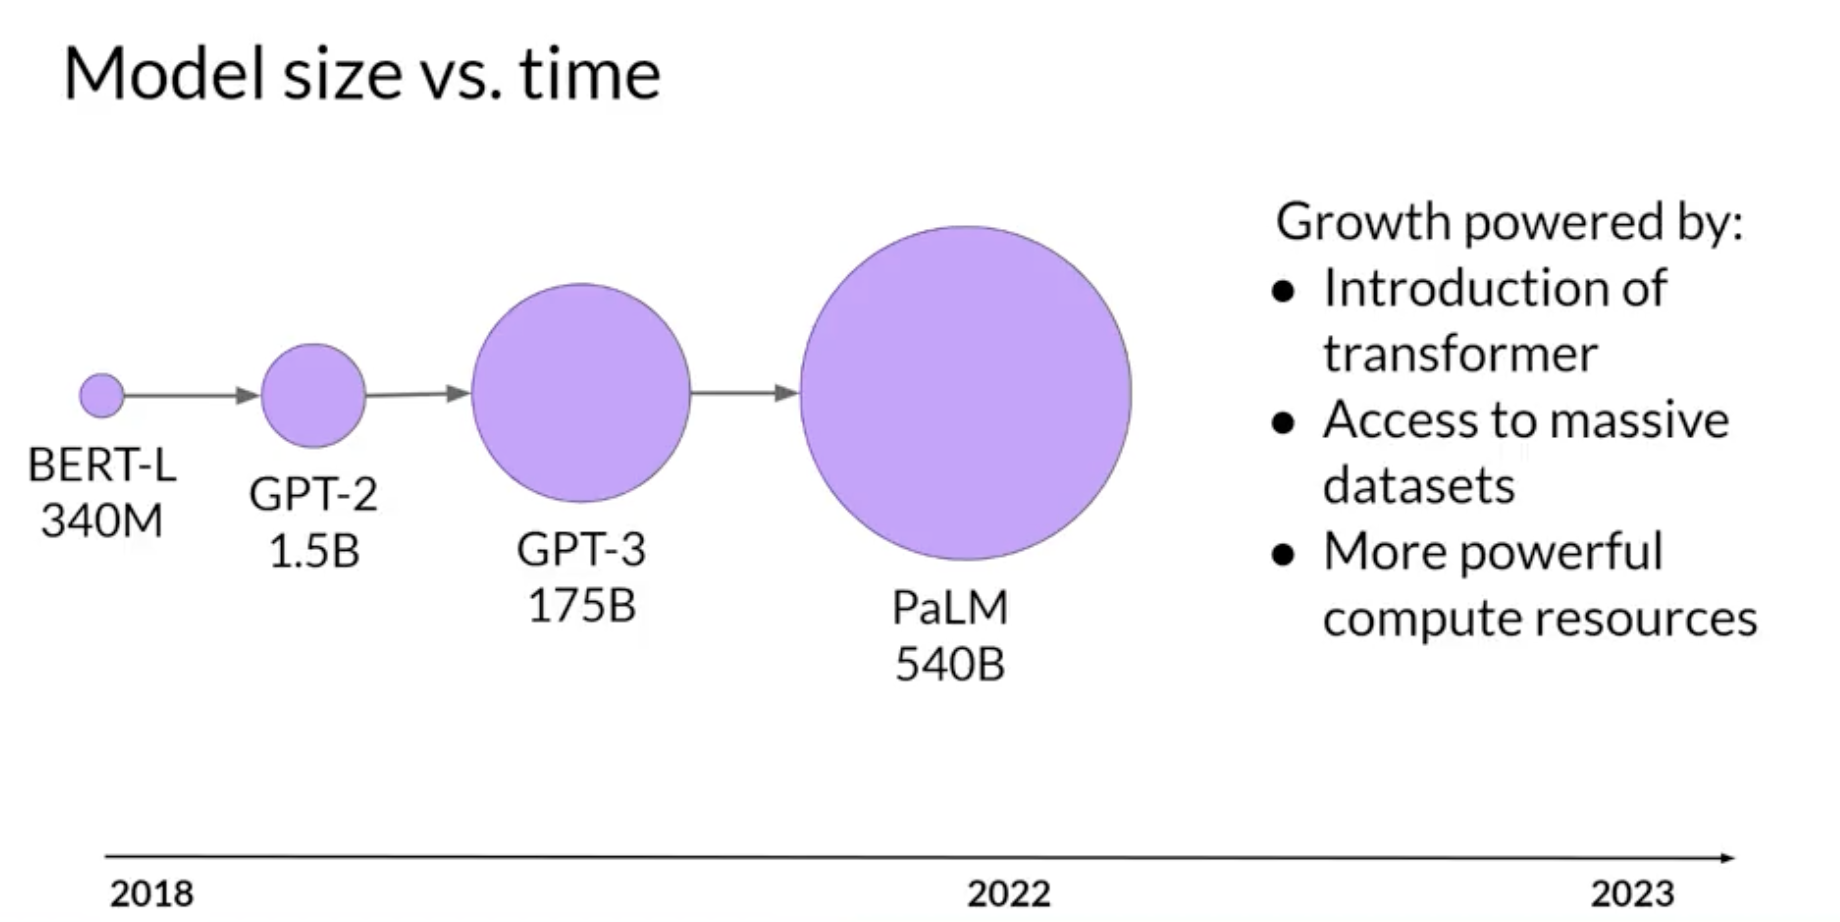 Model size vs. time
BERT-L
340M
GPT-2
1.5B
GPT-3
175B
PaLM
540B
Growth powered by:
● Introduction of
transformer
● Access to massive
datasets
● More powerful
compute resources
2018
2022
2023